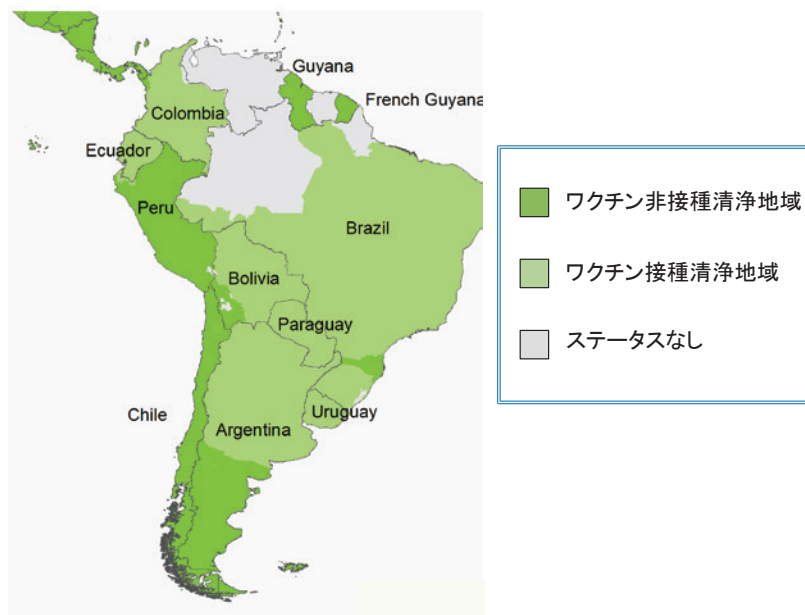 Guyana
French Guyana
Colombia
Ecuador
Peru
Brazil
Bolivia
Paraguay
Chile
Argentina
Uruguay
ワクチン非接種清浄地域
ワクチン接種清浄地域
ステータスなし